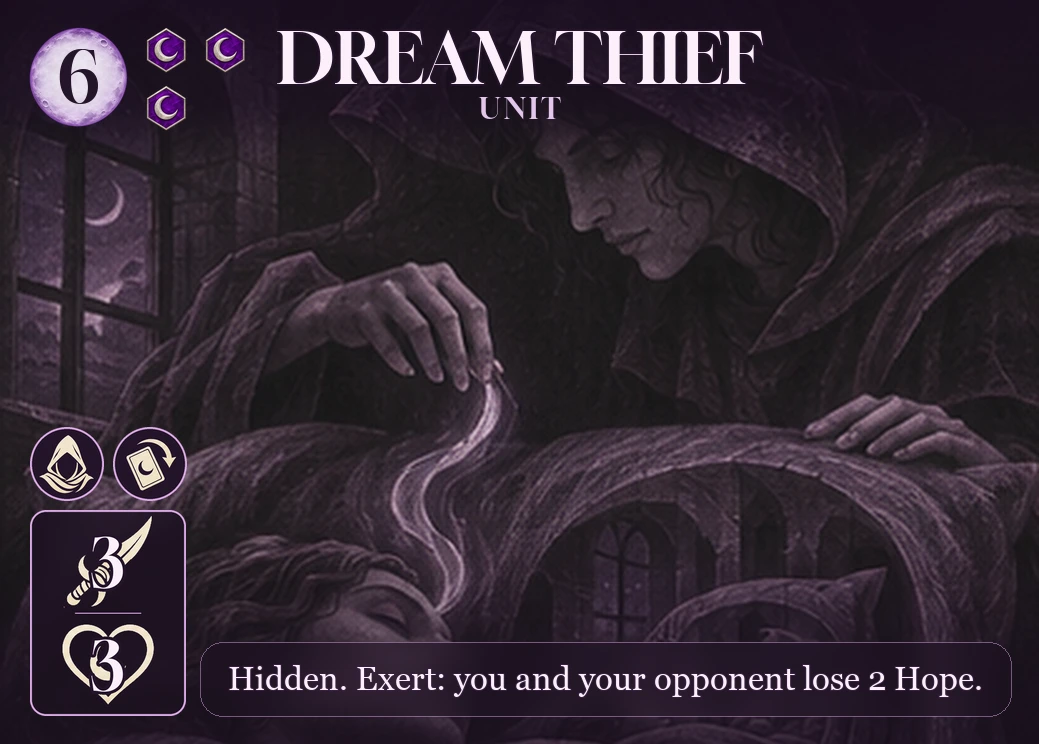 6
DREAM THIEF
UNIT
3
3
Hidden. Exert: you and your opponent lose 2 Hope.